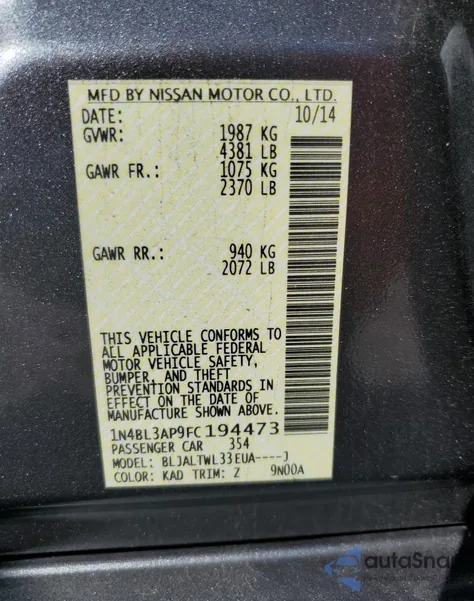 MFD BY NISSAN MOTOR CO., LTD.
DATE: 10/14
GVWR: 1987 KG
4381 LB
GAWR FR.: 1075 KG
2370 LB
GAWR RR.: 940 KG
2072 LB
THIS VEHICLE CONFORMS TO
ALL APPLICABLE FEDERAL
MOTOR VEHICLE SAFETY,
BUMPER, AND THEFT
PREVENTION STANDARDS IN
EFFECT ON THE DATE OF
MANUFACTURE SHOWN ABOVE.
1N4BL3AP9FC194473
PASSENGER CAR 354
MODEL: BLJALTWL33EUA----J
COLOR: KAD TRIM: Z 9N00A
autaSna